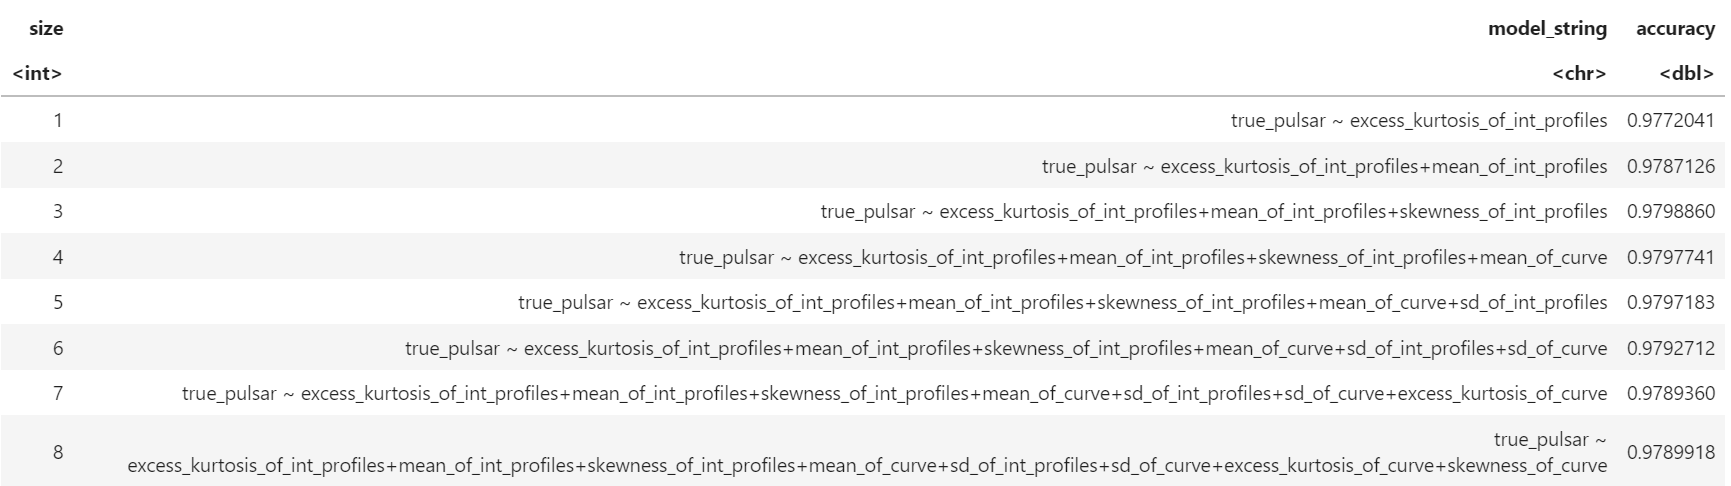 size model_string accuracy
<int> <chr> <dbl>
1 true_pulsar ~ excess_kurtosis_of_int_profiles 0.9772041
2 true_pulsar ~ excess_kurtosis_of_int_profiles+mean_of_int_profiles 0.9787126
3 true_pulsar ~ excess_kurtosis_of_int_profiles+mean_of_int_profiles+skewness_of_int_profiles 0.9798860
4 true_pulsar ~ excess_kurtosis_of_int_profiles+mean_of_int_profiles+skewness_of_int_profiles+mean_of_curve 0.9797741
5 true_pulsar ~ excess_kurtosis_of_int_profiles+mean_of_int_profiles+skewness_of_int_profiles+mean_of_curve+sd_of_int_profiles 0.9797183
6 true_pulsar ~ excess_kurtosis_of_int_profiles+mean_of_int_profiles+skewness_of_int_profiles+mean_of_curve+sd_of_int_profiles+sd_of_curve 0.9792712
7 true_pulsar ~ excess_kurtosis_of_int_profiles+mean_of_int_profiles+skewness_of_int_profiles+mean_of_curve+sd_of_int_profiles+sd_of_curve+excess_kurtosis_of_curve 0.9789360
8 true_pulsar ~
excess_kurtosis_of_int_profiles+mean_of_int_profiles+skewness_of_int_profiles+mean_of_curve+sd_of_int_profiles+sd_of_curve+excess_kurtosis_of_curve+skewness_of_curve 0.9789918